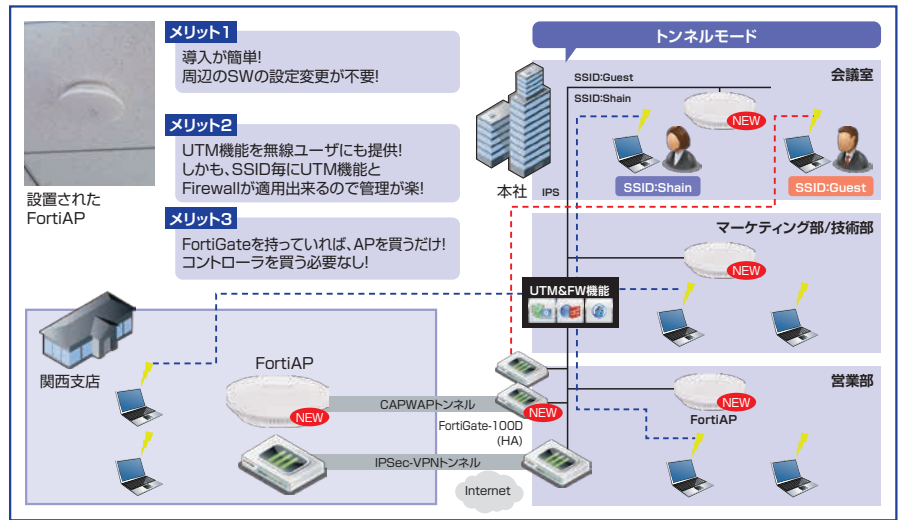 メリット1
導入が簡単!
周辺のSWの設定変更が不要!
メリット2
UTM機能を無線ユーザにも提供!
しかも、SSID毎にUTM機能と
Firewallが適用出来るので管理が楽!
メリット3
FortiGateを持っていれば、APを買うだけ!
コントローラを買う必要なし!
設置された
FortiAP
トンネルモード
本社
IPS
SSID:Guest
SSID:Shain
会議室
NEW
SSID:Shain
SSID:Guest
マーケティング部/技術部
NEW
UTM&FW機能
営業部
NEW
FortiAP
関西支店
FortiAP
NEW
CAPWAPトンネル
NEW
FortiGate-100D
(HA)
IPSec-VPNトンネル
Internet